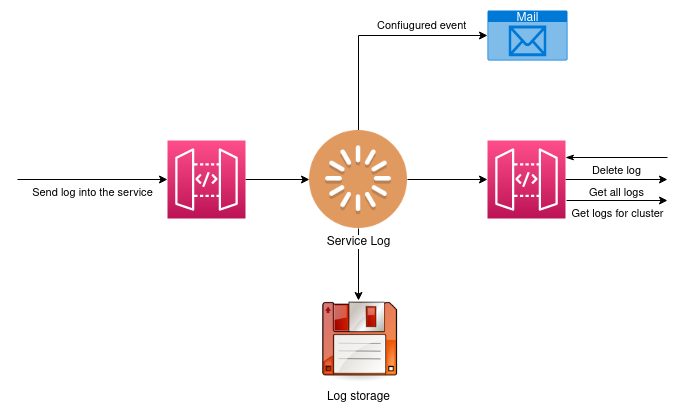 Mail
Confiugured event
Send log into the service
</>
</>
Delete log
Get all logs
Get logs for cluster
Service Log
Log storage